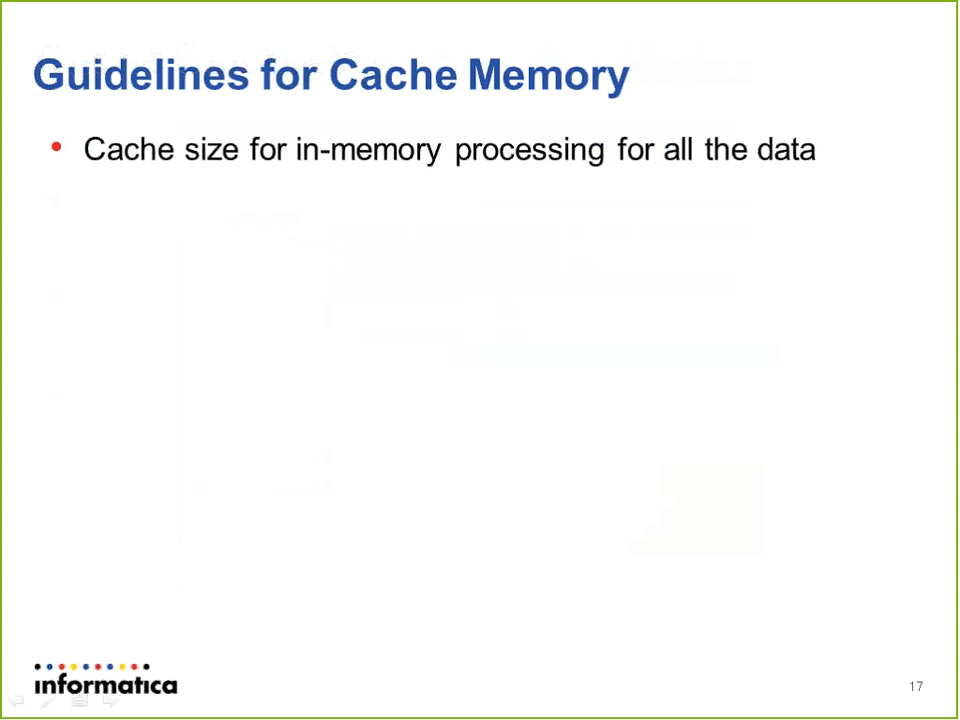 Guidelines for Cache Memory
• Cache size for in-memory processing for all the data
informatica
17